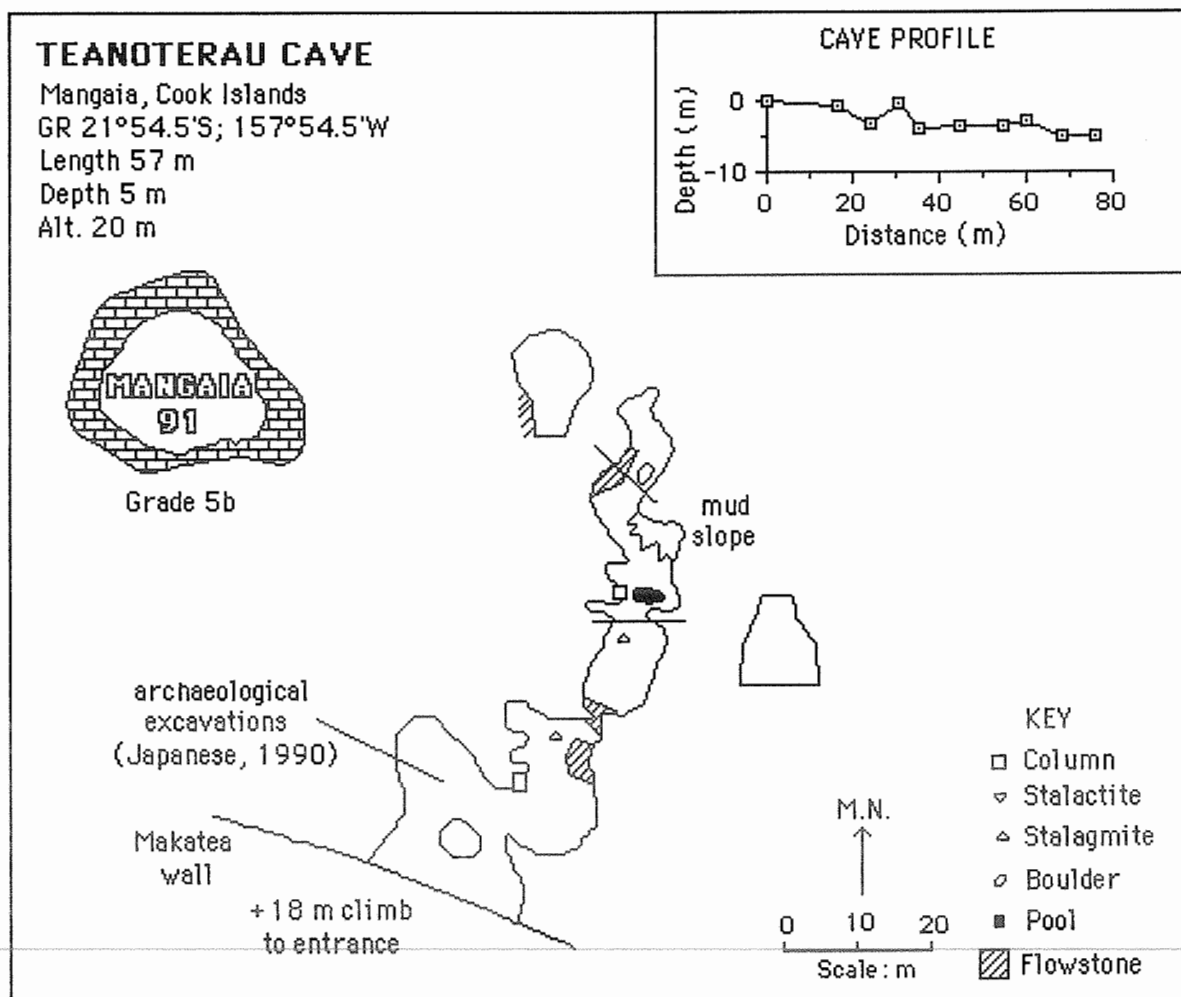 TEANOTERAU CAVE
Mangaia, Cook Islands
GR 21°54.5'S; 157°54.5'W
Length 57 m
Depth 5 m
Alt. 20 m
CAVE PROFILE
Depth (m)
0
-10
0 20 40 60 80
Distance (m)
MANGAIA
91
Grade 5b
mud
slope
archaeological
excavations
(Japanese, 1990)
Makatea
wall
+18 m climb
to entrance
M.N.
0 10 20
Scale: m
KEY
Column
Stalactite
Stalagmite
Boulder
Pool
Flowstone